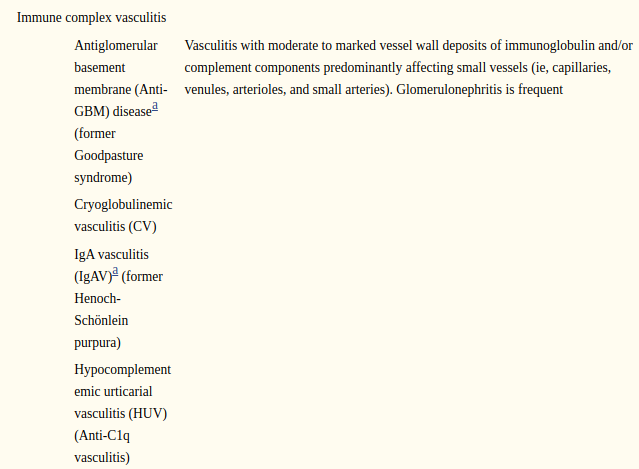 Immune complex vasculitis
Antiglomerular
basement
membrane (Anti-
GBM) disease^a
(former
Goodpasture
syndrome)
Vasculitis with moderate to marked vessel wall deposits of immunoglobulin and/or
complement components predominantly affecting small vessels (ie, capillaries,
venules, arterioles, and small arteries). Glomerulonephritis is frequent
Cryoglobulinemic
vasculitis (CV)
IgA vasculitis
(IgAV)^a (former
Henoch-
Schönlein
purpura)
Hypocomplement
emic urticarial
vasculitis (HUV)
(Anti-C1q
vasculitis)